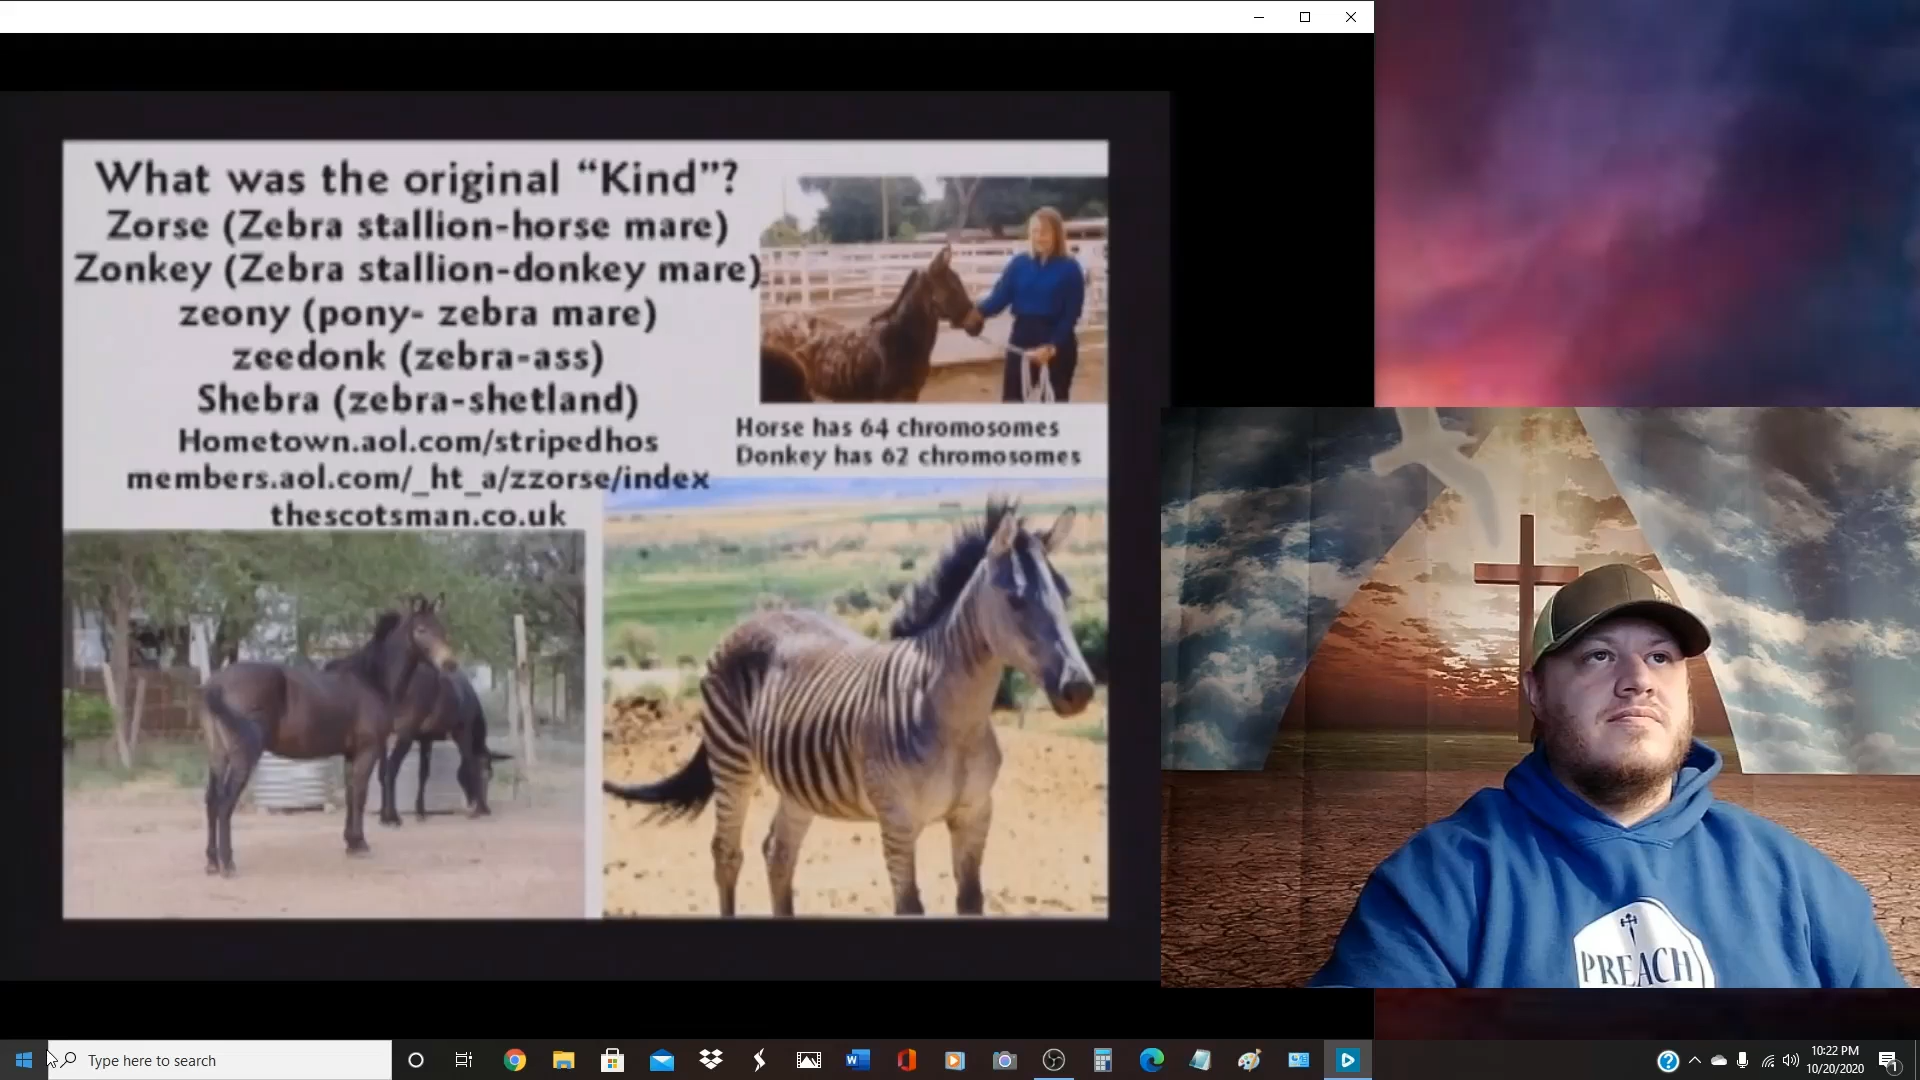 What was the original “Kind”?
Zorse (Zebra stallion-horse mare)
Zonkey (Zebra stallion-donkey mare)
zeony (pony- zebra mare)
zeedonk (zebra-ass)
Shebra (zebra-shetland)
Hometown.aol.com/stripedhos
members.aol.com/_ht_a/zzorse/index
thescotsman.co.uk
Horse has 64 chromosomes
Donkey has 62 chromosomes
PREACH
Type here to search
10:22 PM
10/20/2020
1